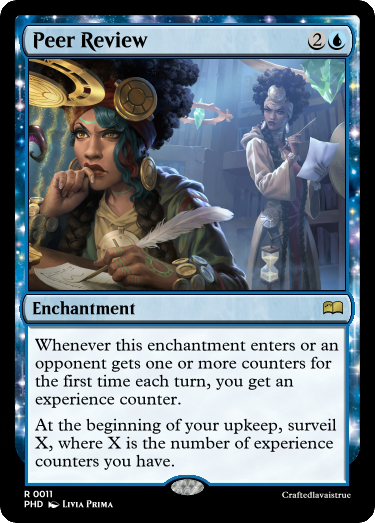 Peer Review 2
Enchantment
Whenever this enchantment enters or an
opponent gets one or more counters for
the first time each turn, you get an
experience counter.
At the beginning of your upkeep, surveil
X, where X is the number of experience
counters you have.
R 0011
PHD Livia Prima
Craftedlavaistrue